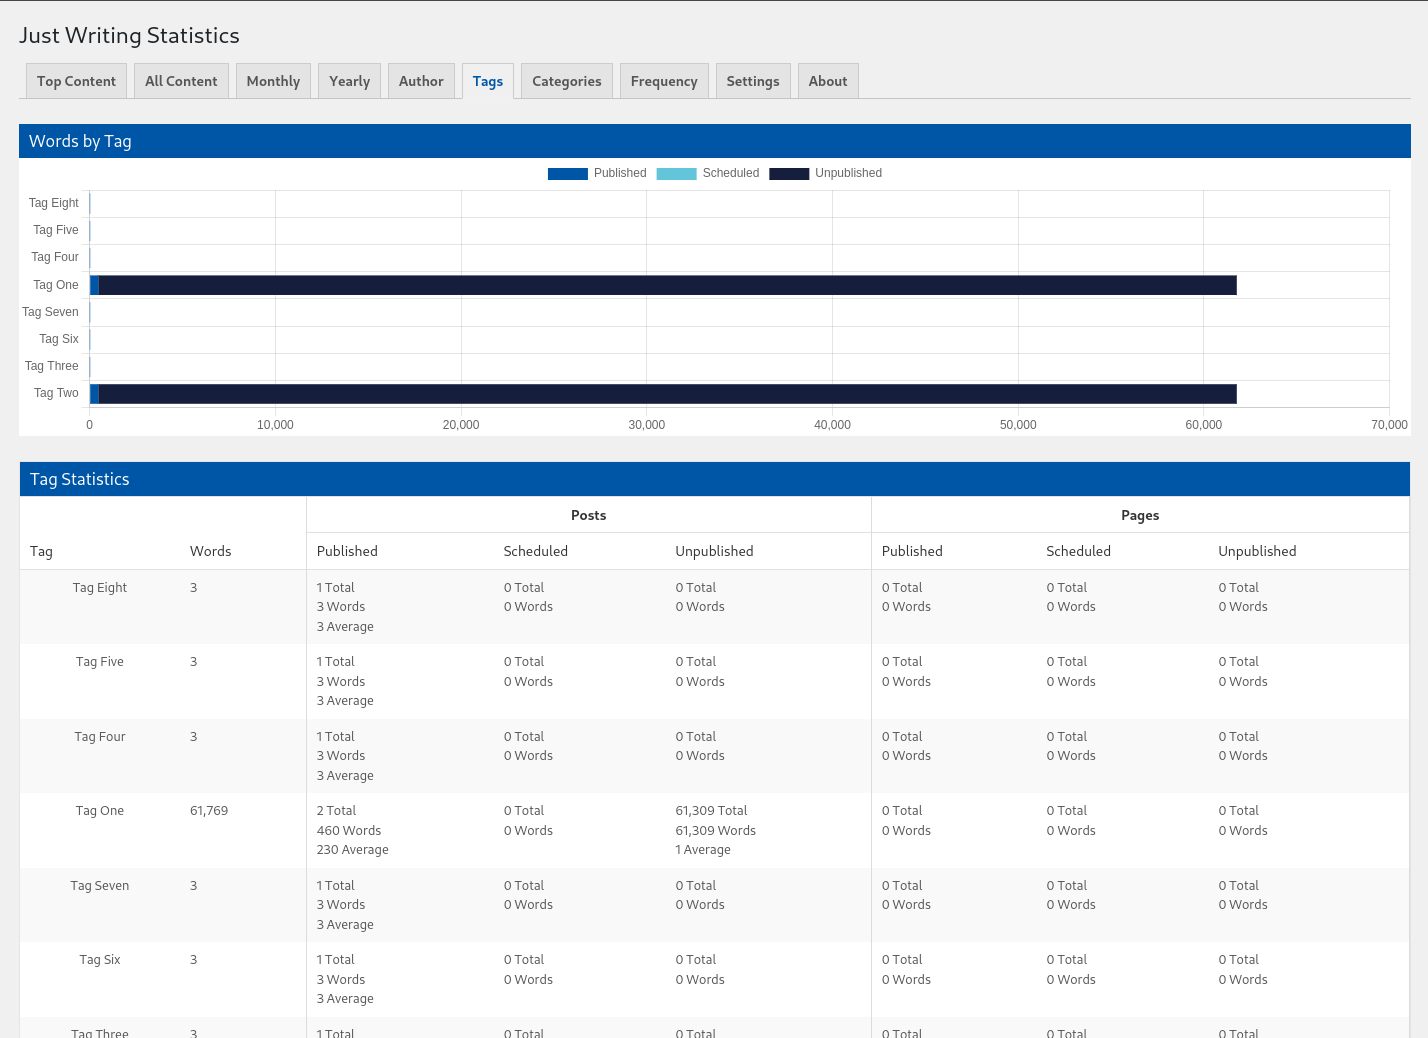 Just Writing Statistics
Top Content All Content Monthly Yearly Author Tags Categories Frequency Settings About
Words by Tag
Published Scheduled Unpublished
Tag Eight
Tag Five
Tag Four
Tag One
Tag Seven
Tag Six
Tag Three
Tag Two
0 10,000 20,000 30,000 40,000 50,000 60,000 70,000
Tag Statistics
Posts Pages
Tag Words Published Scheduled Unpublished Published Scheduled Unpublished
Tag Eight 3 1 Total 0 Total 0 Total 0 Total 0 Total 0 Total
3 Words 0 Words 0 Words 0 Words 0 Words 0 Words
3 Average
Tag Five 3 1 Total 0 Total 0 Total 0 Total 0 Total 0 Total
3 Words 0 Words 0 Words 0 Words 0 Words 0 Words
3 Average
Tag Four 3 1 Total 0 Total 0 Total 0 Total 0 Total 0 Total
3 Words 0 Words 0 Words 0 Words 0 Words 0 Words
3 Average
Tag One 61,769 2 Total 0 Total 61,309 Total 0 Total 0 Total 0 Total
460 Words 0 Words 61,309 Words 0 Words 0 Words 0 Words
230 Average 1 Average
Tag Seven 3 1 Total 0 Total 0 Total 0 Total 0 Total 0 Total
3 Words 0 Words 0 Words 0 Words 0 Words 0 Words
3 Average
Tag Six 3 1 Total 0 Total 0 Total 0 Total 0 Total 0 Total
3 Words 0 Words 0 Words 0 Words 0 Words 0 Words
3 Average
Tag Three 3 1 Total 0 Total 0 Total 0 Total 0 Total 0 Total